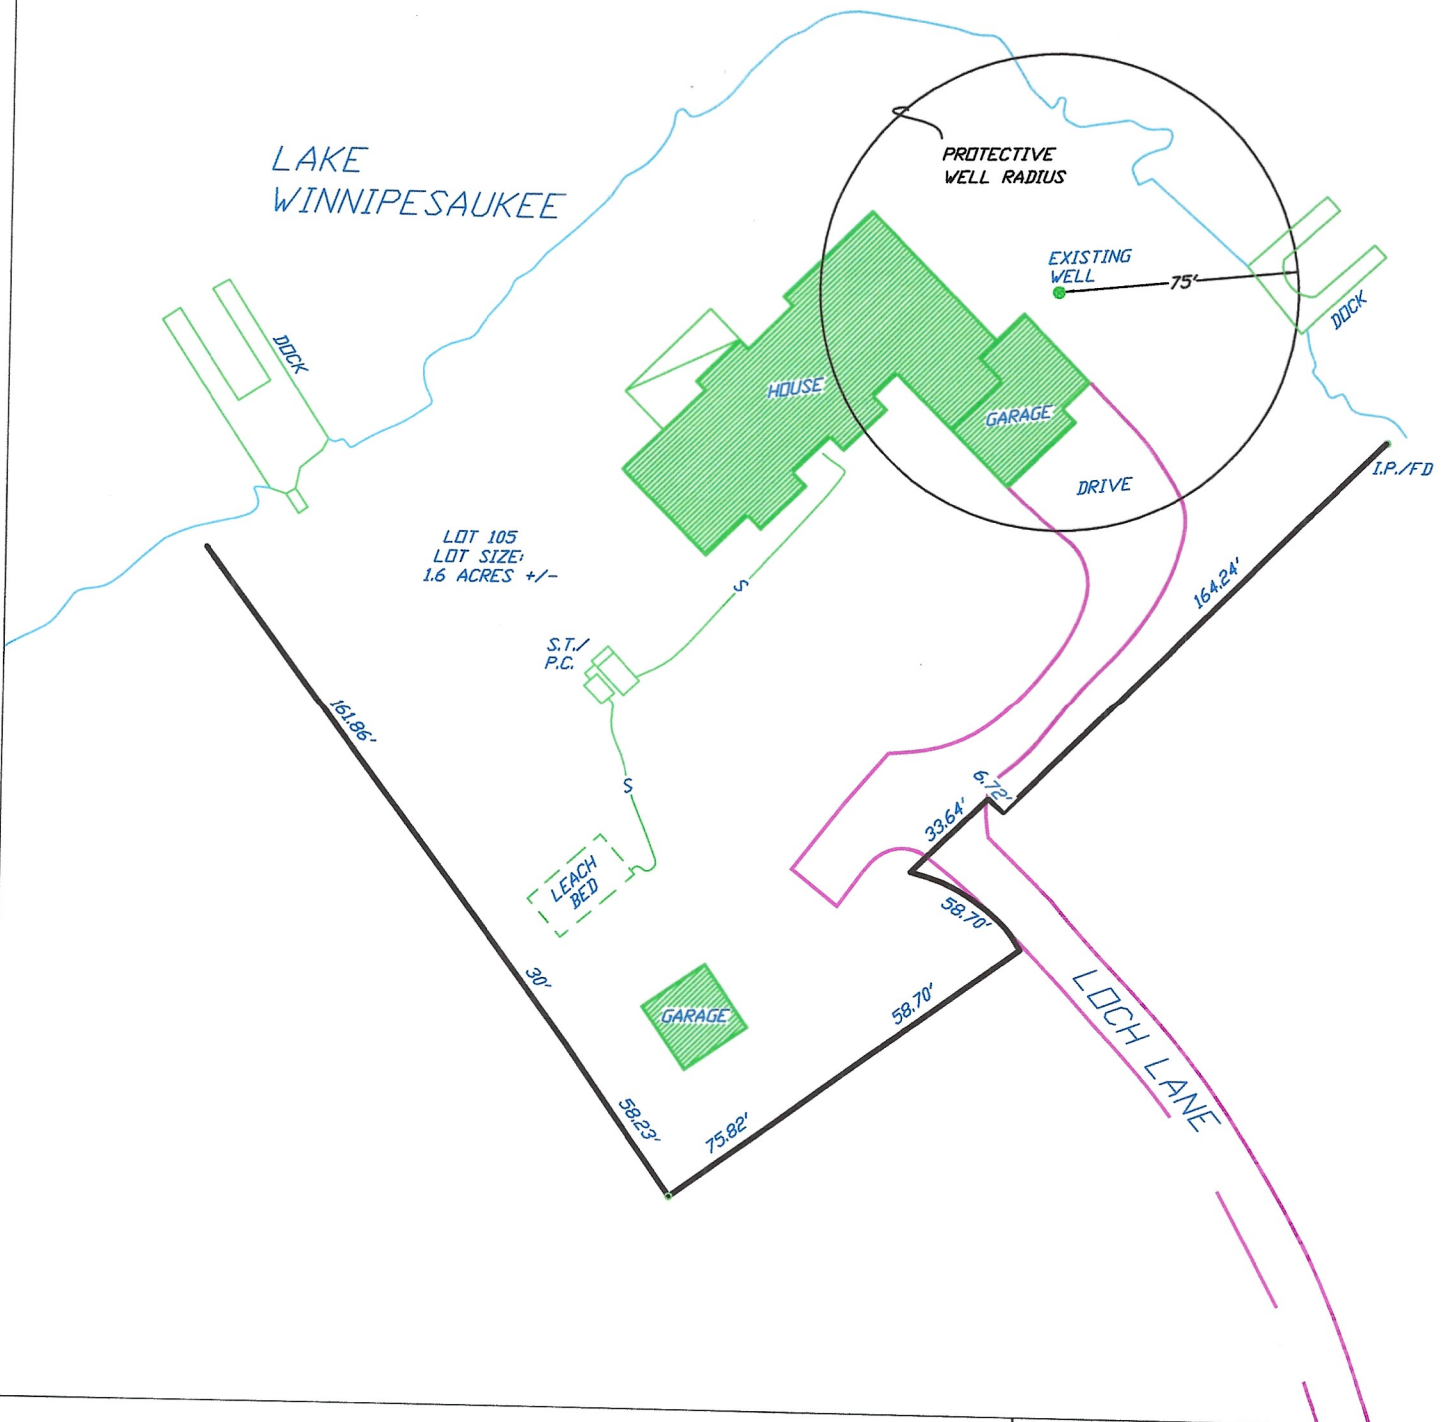 LAKE
WINNIPESAUKEE
PROTECTIVE
WELL RADIUS
EXISTING
WELL
75'
DOCK
DOCK
HOUSE
GARAGE
DRIVE
I.P./FD
LOT 105
LOT SIZE:
1.6 ACRES +/-
S
164.24'
S.T./
P.C.
161.86'
S
6.72'
33.64'
LEACH
BED
58.70'
30'
GARAGE
58.70'
LOCH LANE
58.23'
75.82'